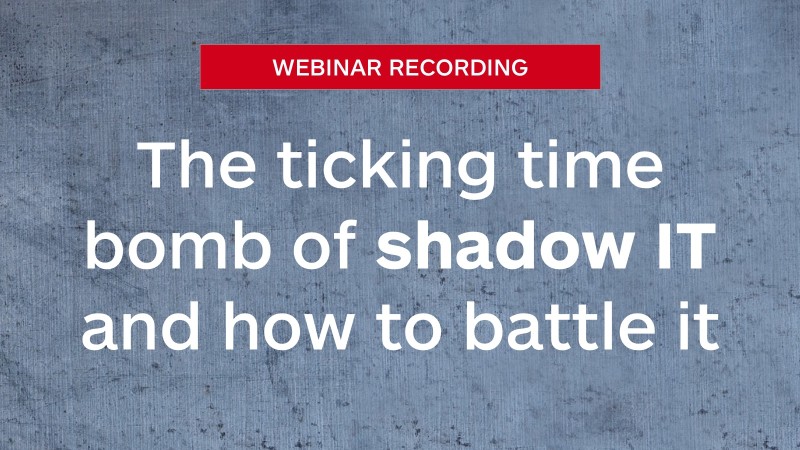 WEBINAR RECORDING
The ticking time
bomb of shadow IT
and how to battle it